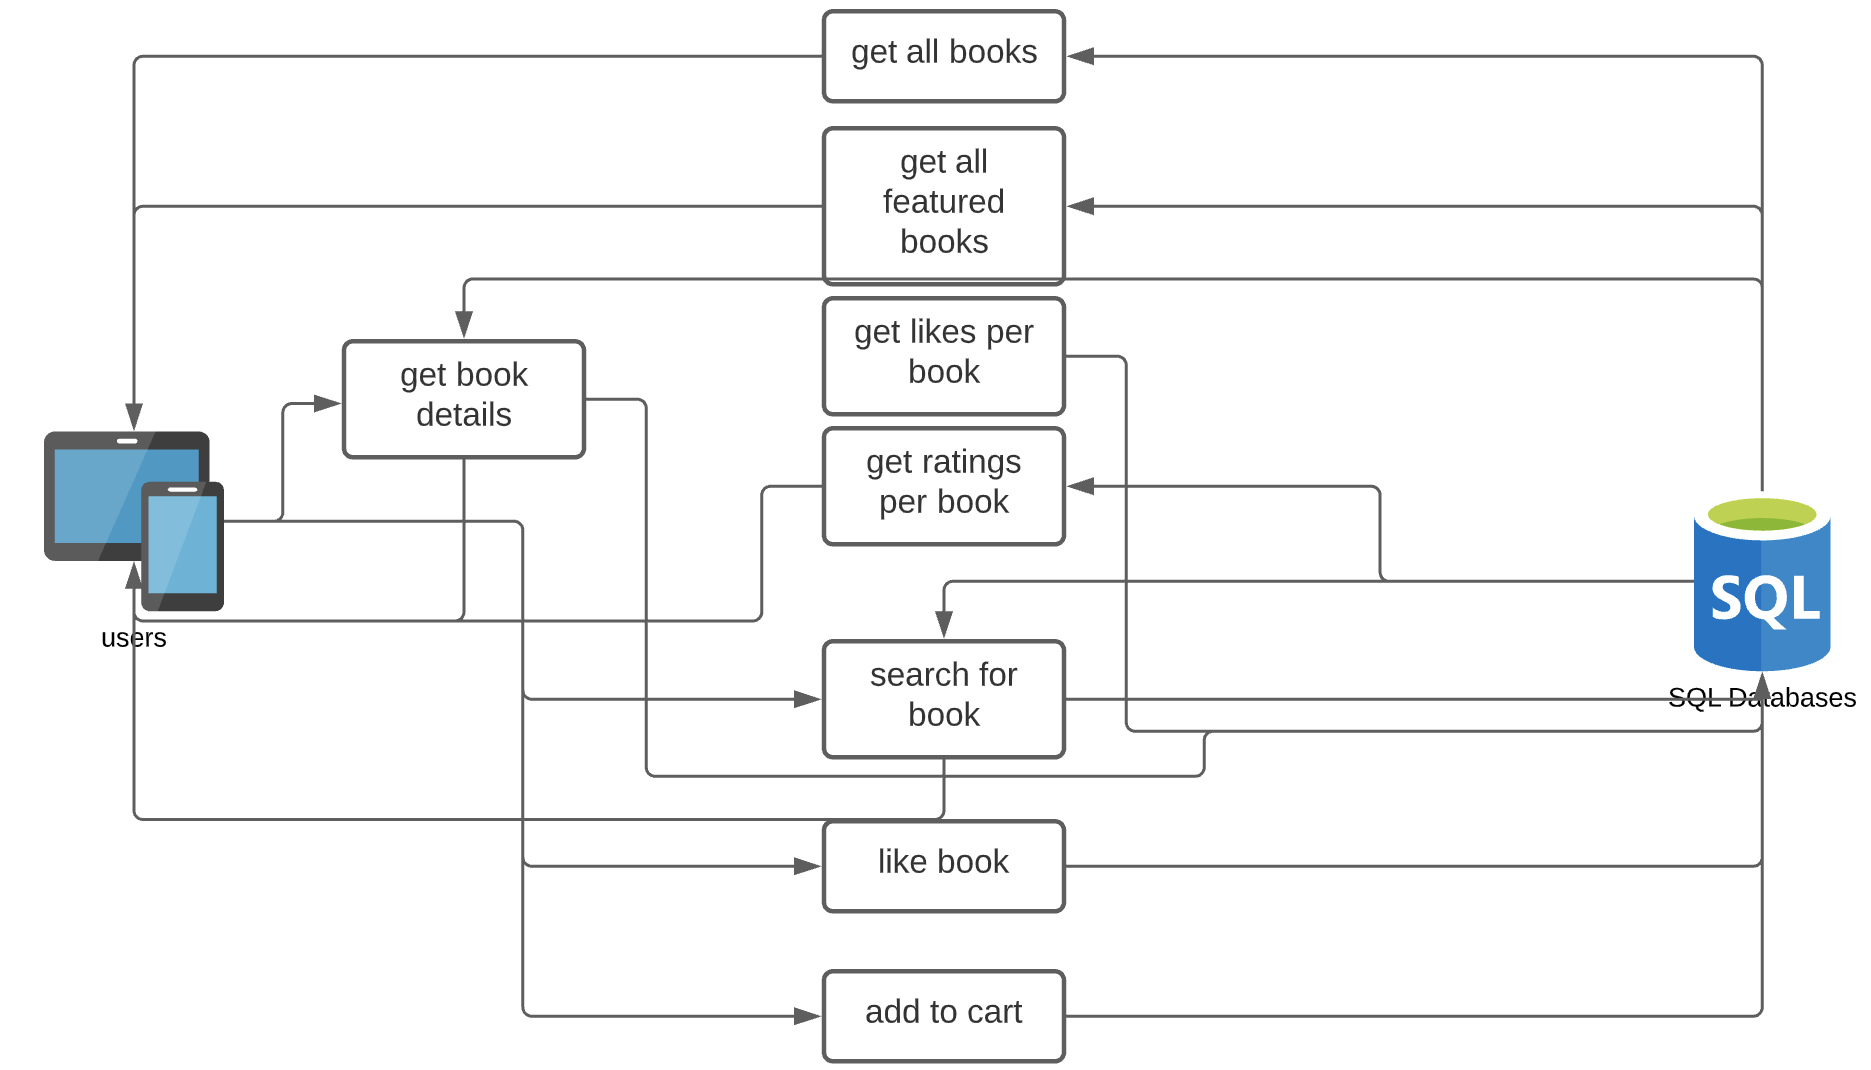 get all books
get all
featured
books
get likes per
book
get book
details
get ratings
per book
SQL
users
search for
book
SQL Databases
like book
add to cart